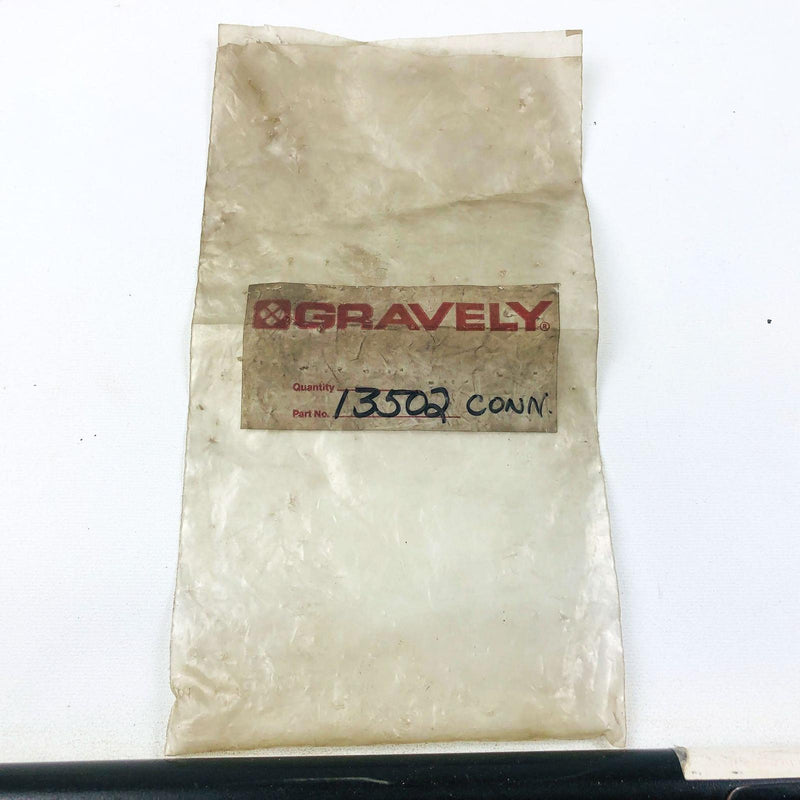 GRAVELY®
Quantity
Part No. 13502 CONN.